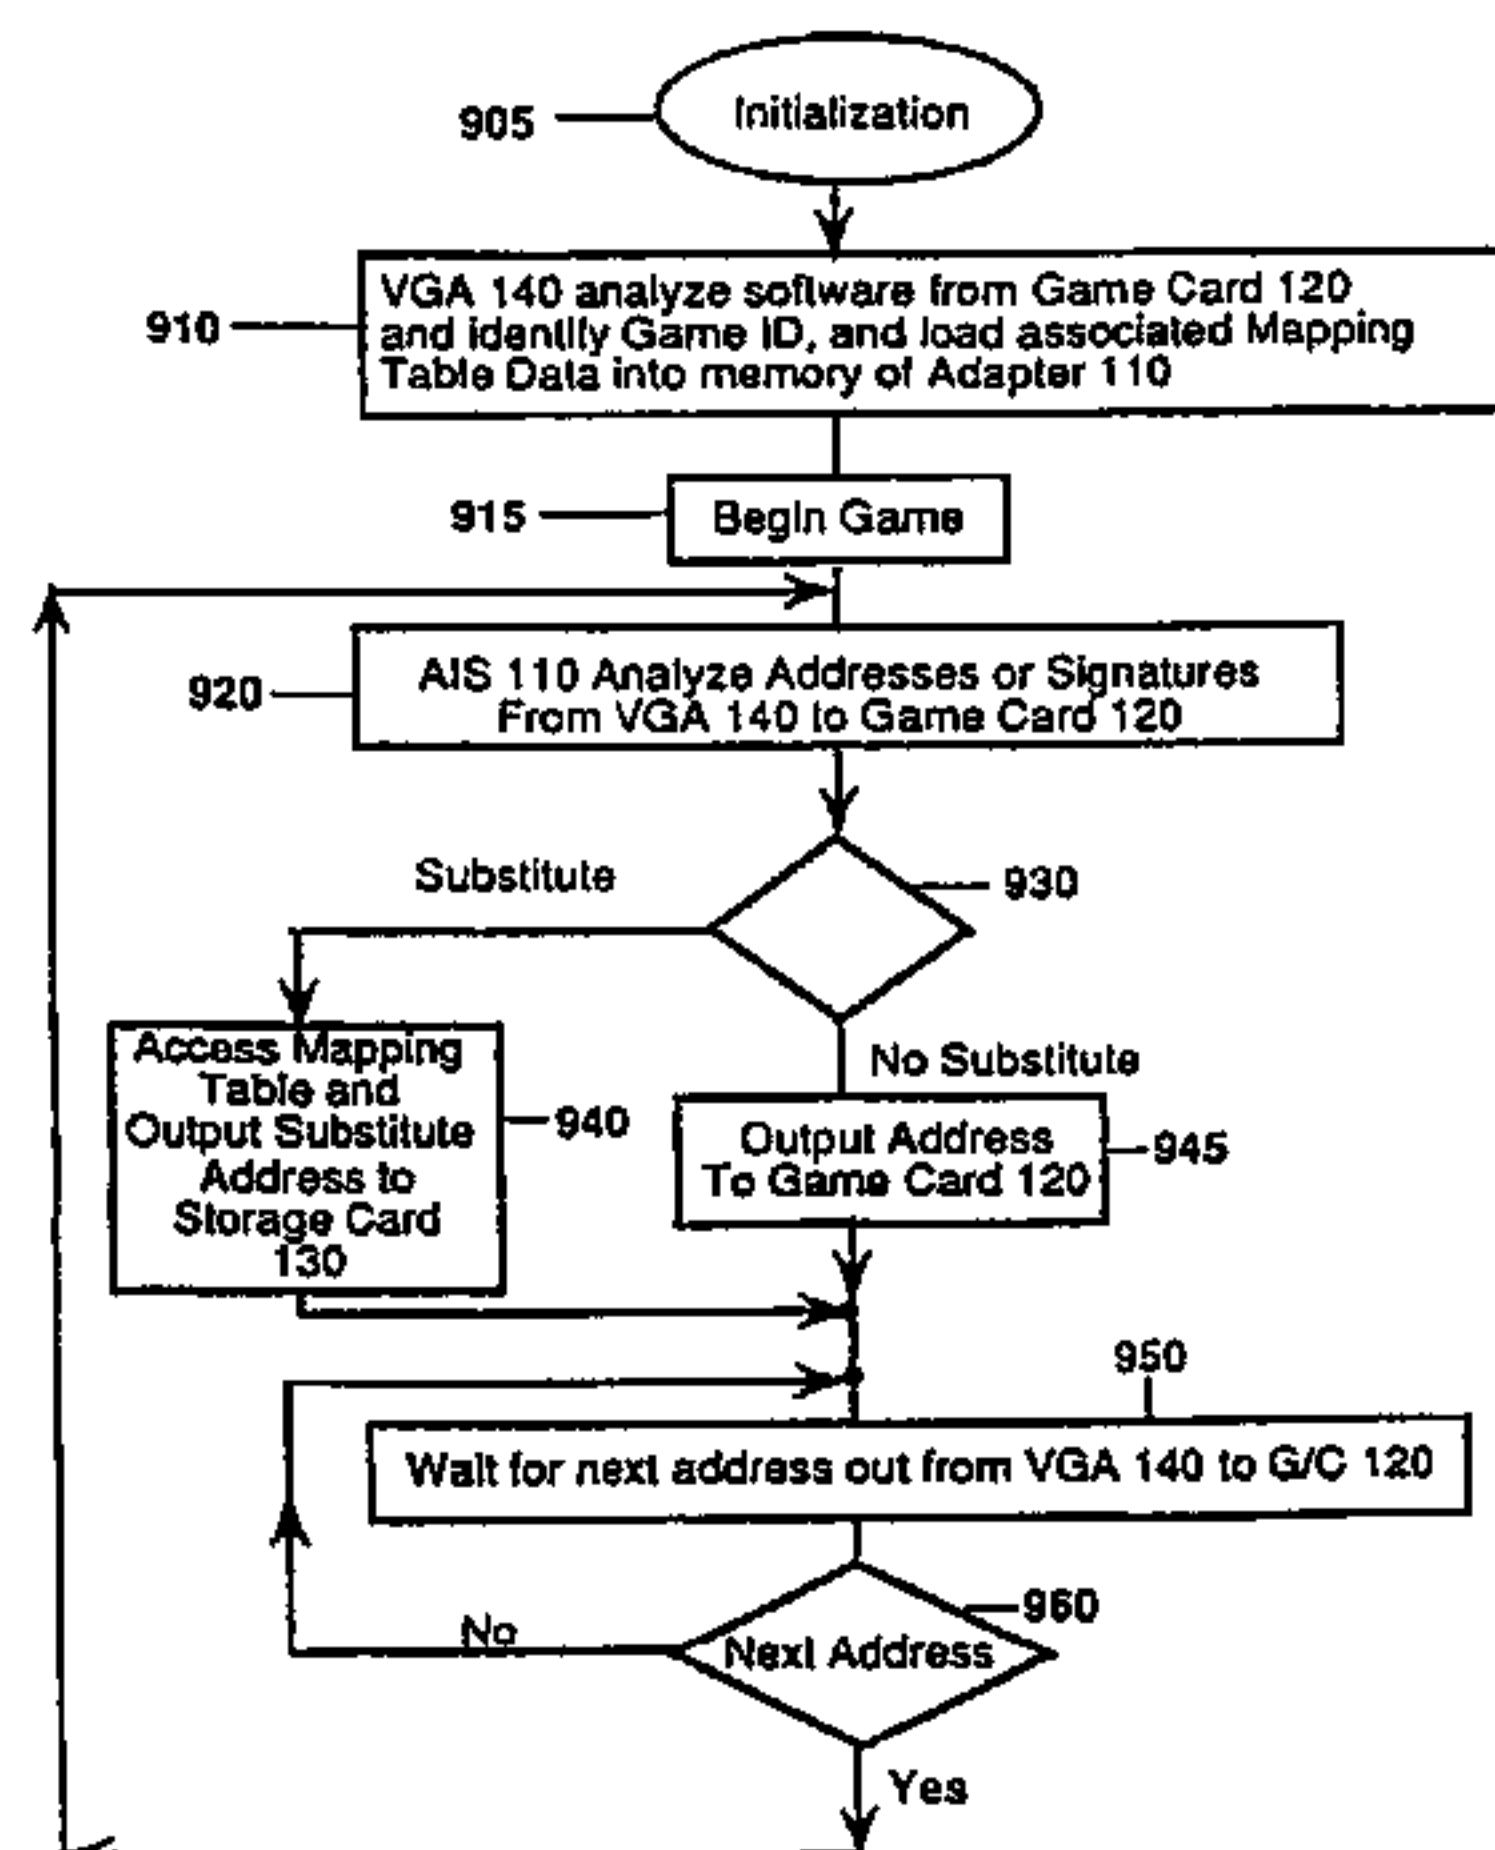 Initialization
905
VGA 140 analyze software from Game Card 120
and identify Game ID, and load associated Mapping
Table Data into memory of Adapter 110
910
Begin Game
915
AIS 110 Analyze Addresses or Signatures
From VGA 140 to Game Card 120
920
Substitute
930
No Substitute
Access Mapping
Table and
Output Substitute
Address to
Storage Card
130
940
Output Address
To Game Card 120
945
950
Wait for next address out from VGA 140 to G/C 120
960
No
Next Address
Yes